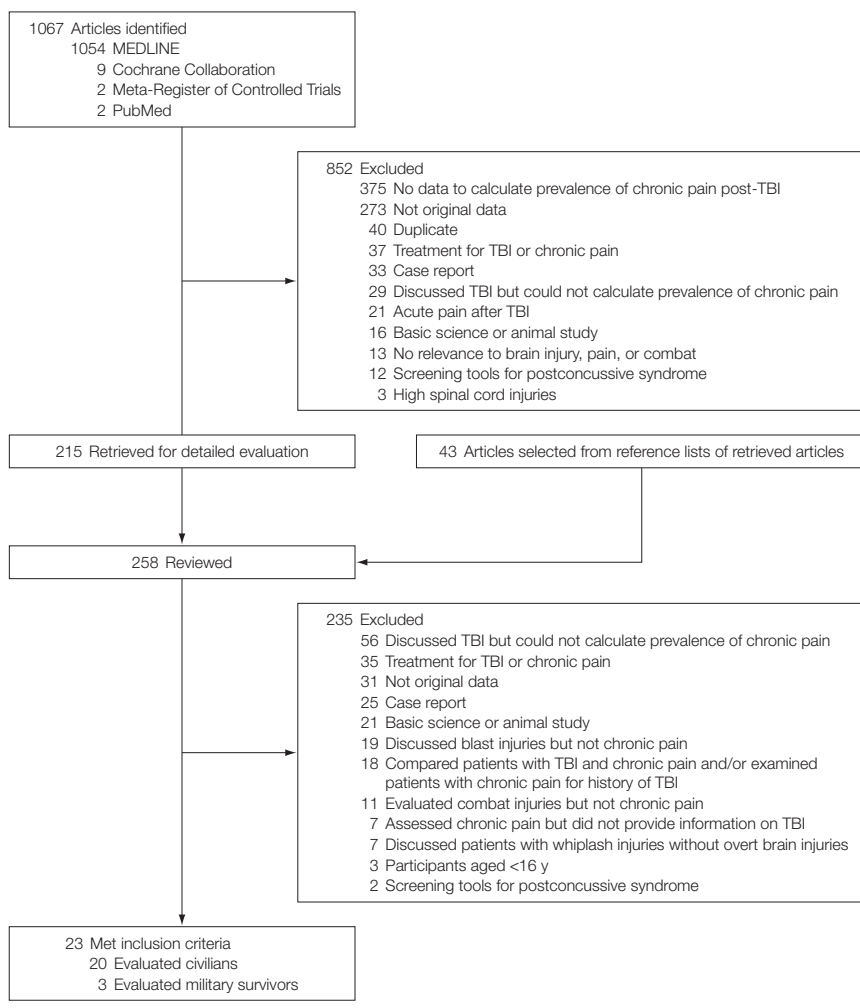 1067 Articles identified
1054 MEDLINE
9 Cochrane Collaboration
2 Meta-Register of Controlled Trials
2 PubMed
852 Excluded
375 No data to calculate prevalence of chronic pain post-TBI
273 Not original data
40 Duplicate
37 Treatment for TBI or chronic pain
33 Case report
29 Discussed TBI but could not calculate prevalence of chronic pain
21 Acute pain after TBI
16 Basic science or animal study
13 No relevance to brain injury, pain, or combat
12 Screening tools for postconcussive syndrome
3 High spinal cord injuries
215 Retrieved for detailed evaluation
43 Articles selected from reference lists of retrieved articles
258 Reviewed
235 Excluded
56 Discussed TBI but could not calculate prevalence of chronic pain
35 Treatment for TBI or chronic pain
31 Not original data
25 Case report
21 Basic science or animal study
19 Discussed blast injuries but not chronic pain
18 Compared patients with TBI and chronic pain and/or examined
patients with chronic pain for history of TBI
11 Evaluated combat injuries but not chronic pain
7 Assessed chronic pain but did not provide information on TBI
7 Discussed patients with whiplash injuries without overt brain injuries
3 Participants aged <16 y
2 Screening tools for postconcussive syndrome
23 Met inclusion criteria
20 Evaluated civilians
3 Evaluated military survivors